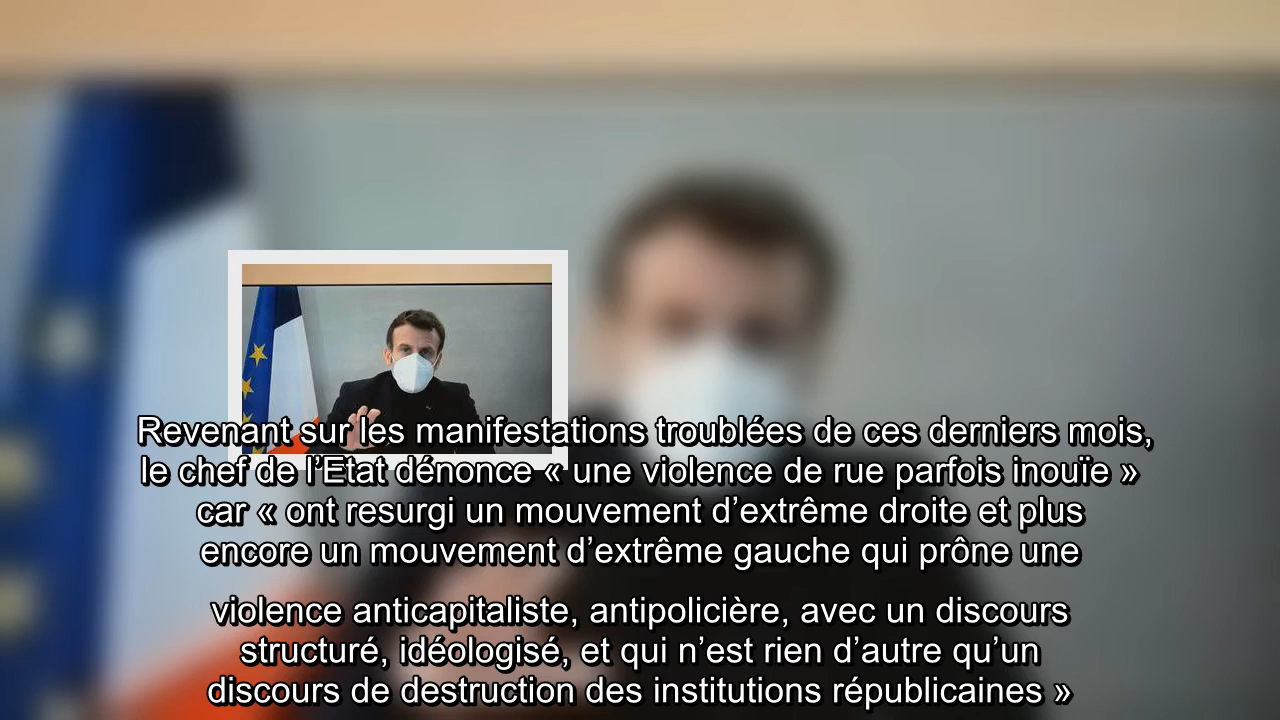 Revenant sur les manifestations troublées de ces derniers mois,
le chef de l’Etat dénonce « une violence de rue parfois inouïe »
car « ont resurgi un mouvement d’extrême droite et plus
encore un mouvement d’extrême gauche qui prône une
violence anticapitaliste, antipolicière, avec un discours
structuré, idéologisé, et qui n’est rien d’autre qu’un
discours de destruction des institutions républicaines »